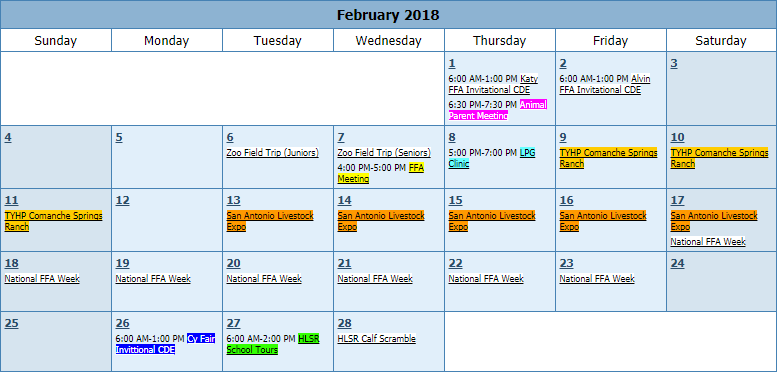 February 2018
Sunday Monday Tuesday Wednesday Thursday Friday Saturday
1
6:00 AM-1:00 PM Katy
FFA Invitational CDE
6:30 PM-7:30 PM Animal
Parent Meeting
2
6:00 AM-1:00 PM Alvin
FFA Invitational CDE
3
4
5
6
Zoo Field Trip (Juniors)
7
Zoo Field Trip (Seniors)
4:00 PM-5:00 PM FFA
Meeting
8
5:00 PM-7:00 PM LPG
Clinic
9
TYHP Comanche Springs
Ranch
10
TYHP Comanche Springs
Ranch
11
TYHP Comanche Springs
Ranch
12
13
San Antonio Livestock
Expo
14
San Antonio Livestock
Expo
15
San Antonio Livestock
Expo
16
San Antonio Livestock
Expo
17
San Antonio Livestock
Expo
National FFA Week
18
National FFA Week
19
National FFA Week
20
National FFA Week
21
National FFA Week
22
National FFA Week
23
National FFA Week
24
25
26
6:00 AM-1:00 PM Cy Fair
Invittional CDE
27
6:00 AM-2:00 PM HLSR
School Tours
28
HLSR Calf Scramble